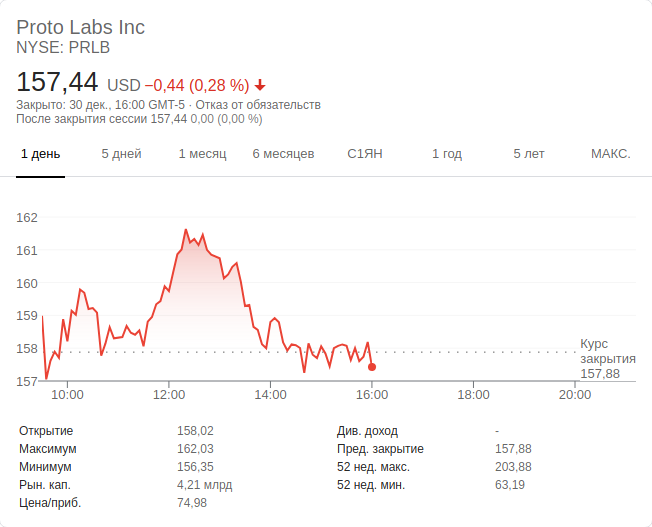 Proto Labs Inc
NYSE: PRLB
157,44 USD −0,44 (0,28 %)
Закрыто: 30 дек., 16:00 GMT-5 · Отказ от обязательств
После закрытия сессии 157,44 0,00 (0,00 %)
1 день 5 дней 1 месяц 6 месяцев С1ЯН 1 год 5 лет МАКС.
162
161
160
159
158
157
Курс
закрытия
157,88
10:00 12:00 14:00 16:00 18:00 20:00
Открытие 158,02 Див. доход -
Максимум 162,03 Пред. закрытие 157,88
Минимум 156,35 52 нед. макс. 203,88
Рын. кап. 4,21 млрд 52 нед. мин. 63,19
Цена/приб. 74,98